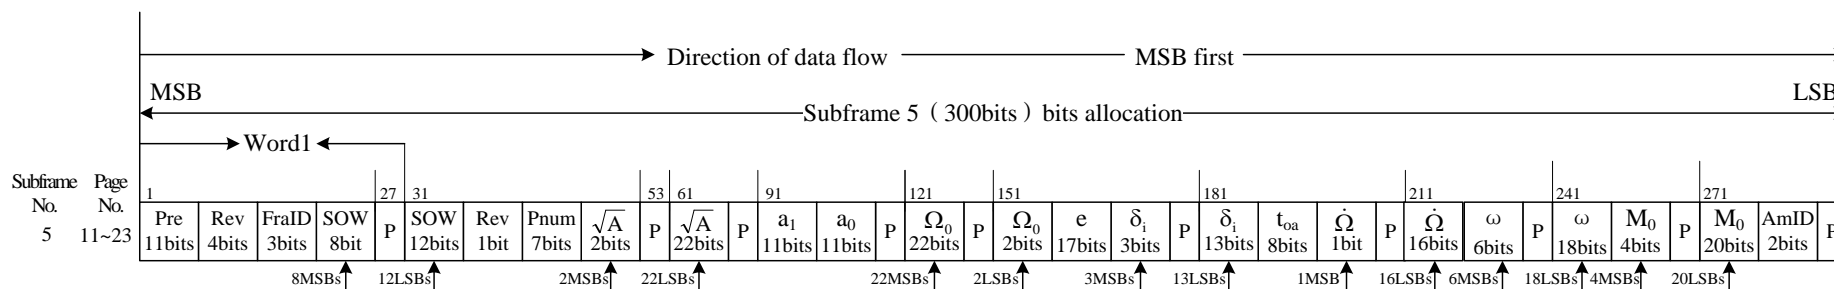 Direction of data flow MSB first
MSB LSB
Subframe 5（300bits）bits allocation
Word1
Subframe No. Page No.
1 27 31 53 61 91 121 151 181 211 241 271
Pre Rev FraID SOW P SOW Rev Pnum √A P √A P a₁ a₀ P Ω₀ P Ω₀ e δᵢ P δᵢ tₒₐ Ω̇ P Ω̇ ω P ω M₀ P M₀ AmID P
5 11~23
11bits 4bits 3bits 8bit 12bits 1bit 7bits 2bits 22bits 11bits 11bits 22bits 2bits 17bits 3bits 13bits 8bits 1bit 16bits 6bits 18bits 4bits 20bits 2bits
8MSBs 12LSBs 2MSBs 22LSBs 22MSBs 2LSBs 3MSBs 13LSBs 1MSB 16LSBs 6MSBs 18LSBs 4MSBs 20LSBs